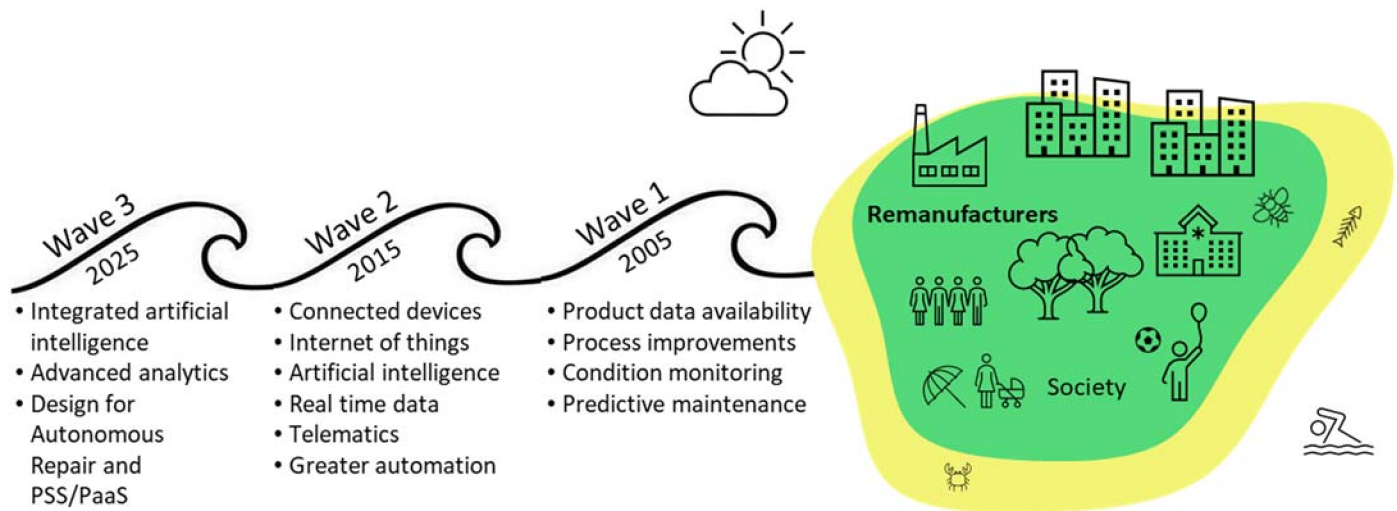 Wave 3
2025
• Integrated artificial
intelligence
• Advanced analytics
• Design for
Autonomous
Repair and
PSS/PaaS
Wave 2
2015
• Connected devices
• Internet of things
• Artificial intelligence
• Real time data
• Telematics
• Greater automation
Wave 1
2005
• Product data availability
• Process improvements
• Condition monitoring
• Predictive maintenance
Remanufacturers
Society